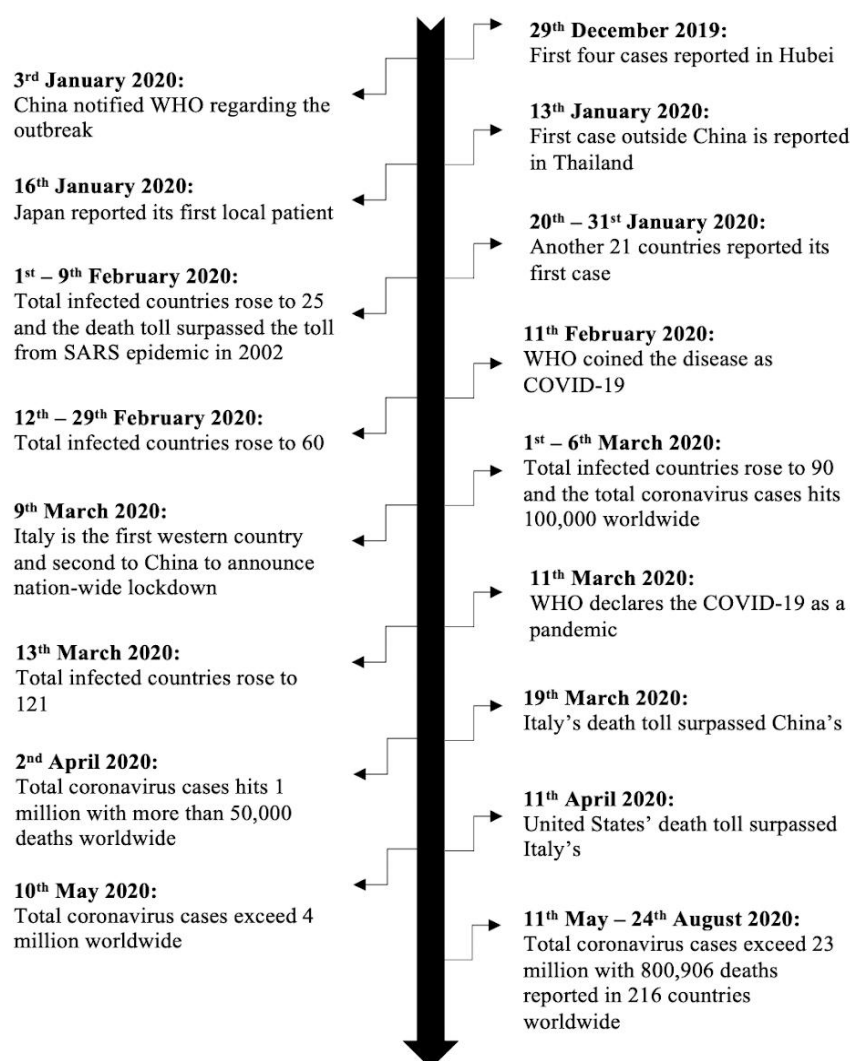 29th December 2019:
First four cases reported in Hubei
3rd January 2020:
China notified WHO regarding the
outbreak
13th January 2020:
First case outside China is reported
in Thailand
16th January 2020:
Japan reported its first local patient
20th – 31st January 2020:
Another 21 countries reported its
first case
1st – 9th February 2020:
Total infected countries rose to 25
and the death toll surpassed the toll
from SARS epidemic in 2002
11th February 2020:
WHO coined the disease as
COVID-19
12th – 29th February 2020:
Total infected countries rose to 60
1st – 6th March 2020:
Total infected countries rose to 90
and the total coronavirus cases hits
100,000 worldwide
9th March 2020:
Italy is the first western country
and second to China to announce
nation-wide lockdown
11th March 2020:
WHO declares the COVID-19 as a
pandemic
13th March 2020:
Total infected countries rose to
121
19th March 2020:
Italy’s death toll surpassed China’s
2nd April 2020:
Total coronavirus cases hits 1
million with more than 50,000
deaths worldwide
11th April 2020:
United States’ death toll surpassed
Italy’s
10th May 2020:
Total coronavirus cases exceed 4
million worldwide
11th May – 24th August 2020:
Total coronavirus cases exceed 23
million with 800,906 deaths
reported in 216 countries
worldwide